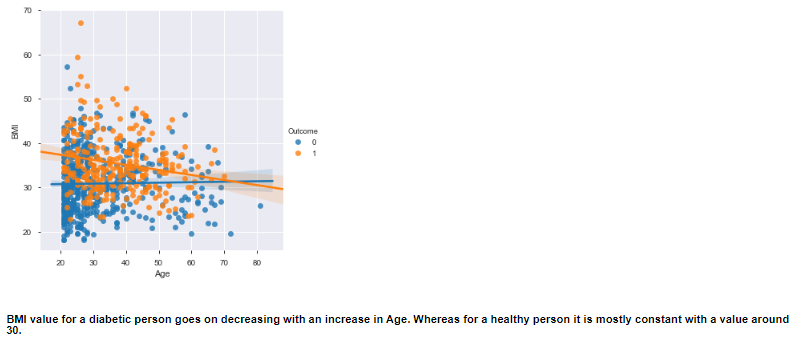 70
60
50
40
30
20
BMI
20 30 40 50 60 70 80
Age
Outcome
0
1
BMI value for a diabetic person goes on decreasing with an increase in Age. Whereas for a healthy person it is mostly constant with a value around
30.